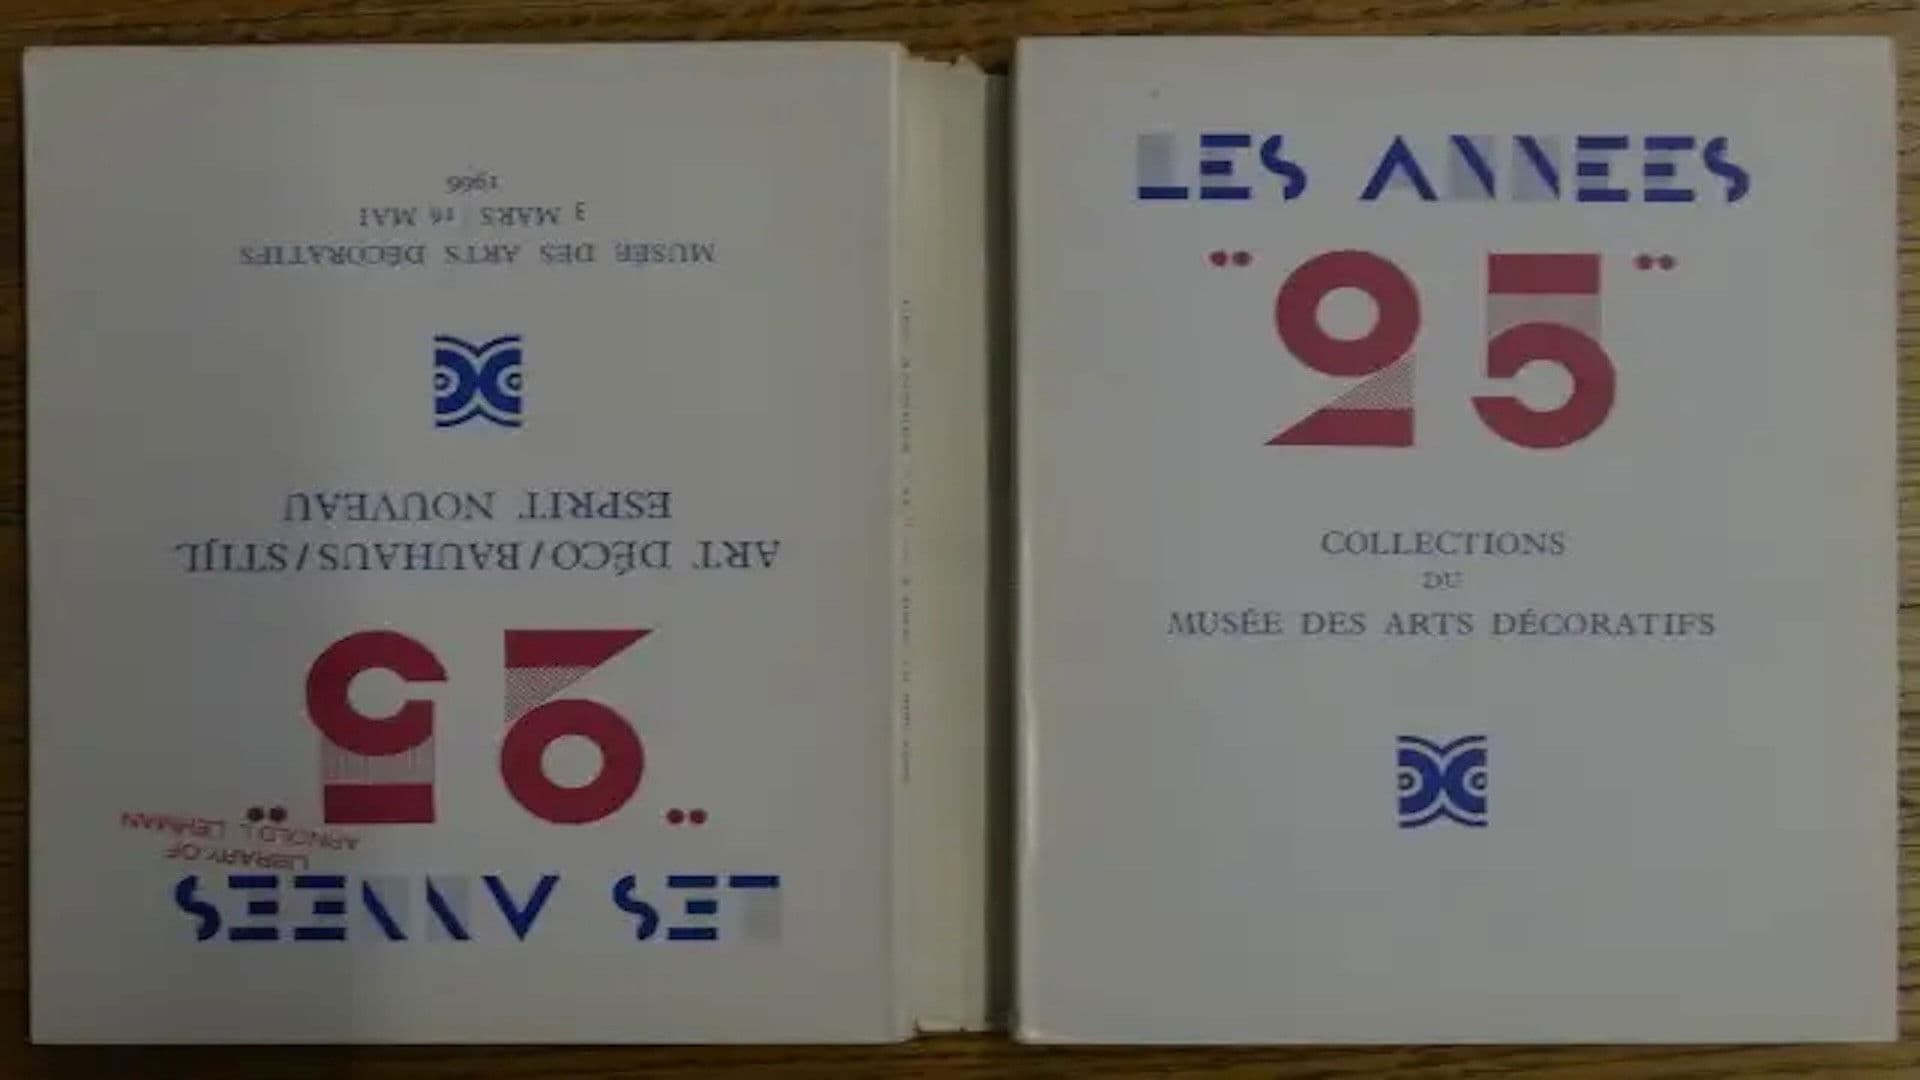 LES ANNEES
"25"
COLLECTIONS
DU
MUSÉE DES ARTS DÉCORATIFS
LES ANNEES
LIBRARY OF
ARNOLD L. LEHMAN
"25"
ART DÉCO/BAUHAUS/STIJL
ESPRIT NOUVEAU
MUSÉE DES ARTS DÉCORATIFS
3 MARS/16 MAI
1966